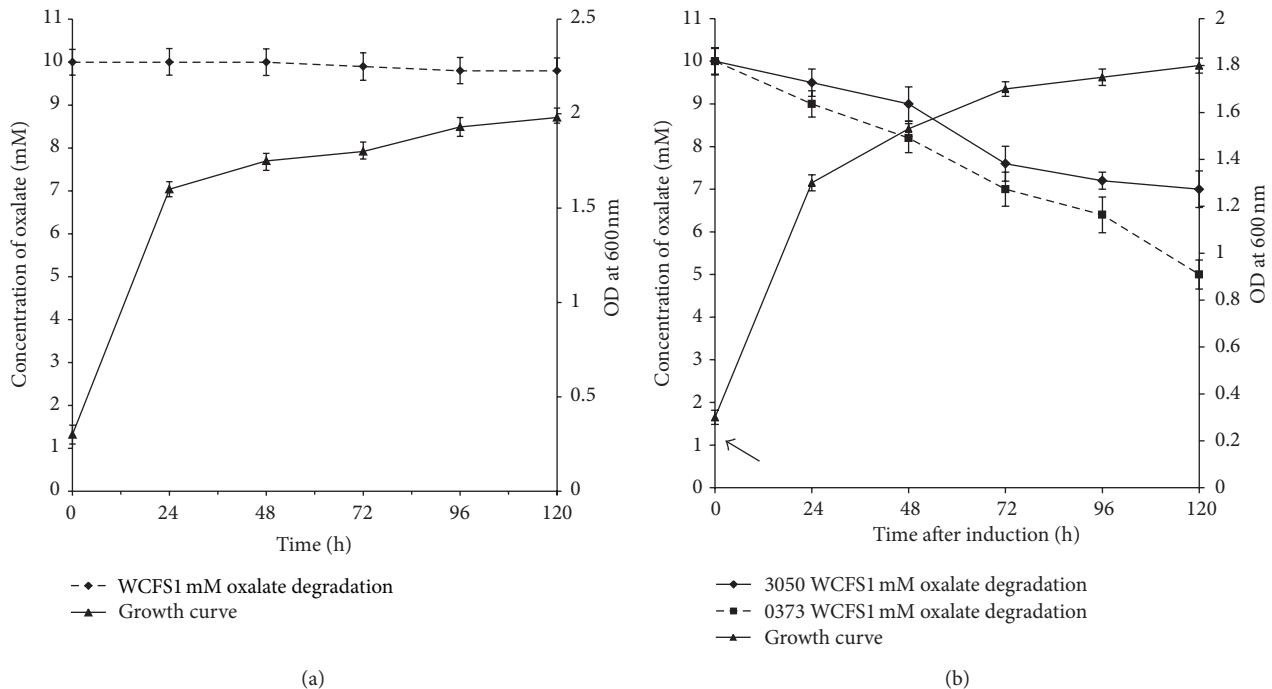 11
10
9
8
7
6
5
4
3
2
1
0
Concentration of oxalate (mM)
2.5
2
1.5
1
0.5
0
OD at 600 nm
0 24 48 72 96 120
Time (h)
WCFS1 mM oxalate degradation
Growth curve
(a)
11
10
9
8
7
6
5
4
3
2
1
0
Concentration of oxalate (mM)
2
1.8
1.6
1.4
1.2
1
0.8
0.6
0.4
0.2
0
OD at 600 nm
0 24 48 72 96 120
Time after induction (h)
3050 WCFS1 mM oxalate degradation
0373 WCFS1 mM oxalate degradation
Growth curve
(b)